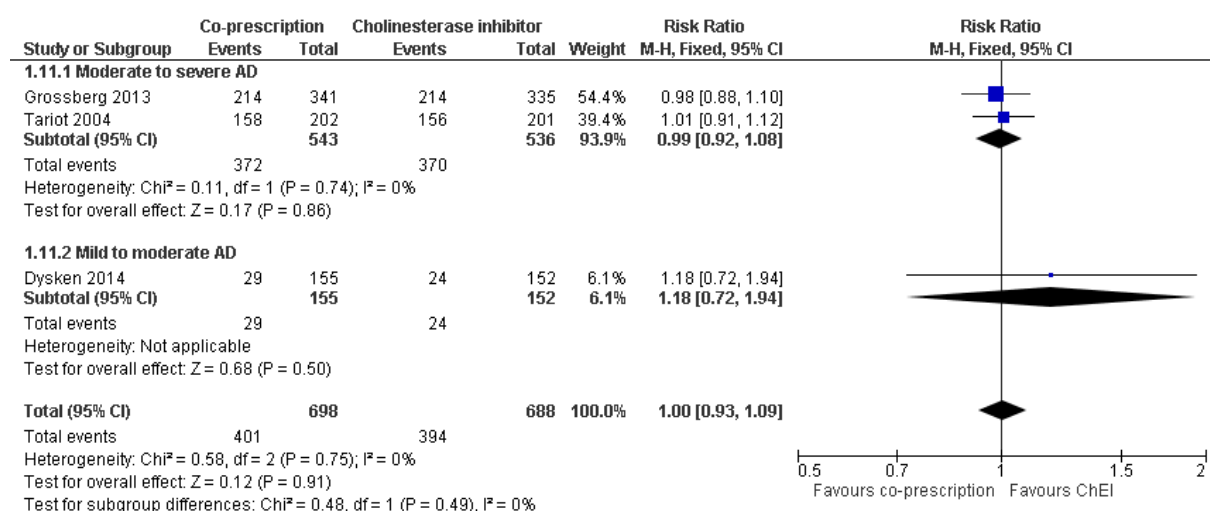 Co-prescription Cholinesterase inhibitor Risk Ratio Risk Ratio
Study or Subgroup Events Total Events Total Weight M-H, Fixed, 95% CI M-H, Fixed, 95% CI
1.11.1 Moderate to severe AD
Grossberg 2013 214 341 214 335 54.4% 0.98 [0.88, 1.10]
Tariot 2004 158 202 156 201 39.4% 1.01 [0.91, 1.12]
Subtotal (95% CI) 543 536 93.9% 0.99 [0.92, 1.08]
Total events 372 370
Heterogeneity: Chi² = 0.11, df = 1 (P = 0.74); I² = 0%
Test for overall effect: Z = 0.17 (P = 0.86)
1.11.2 Mild to moderate AD
Dysken 2014 29 155 24 152 6.1% 1.18 [0.72, 1.94]
Subtotal (95% CI) 155 152 6.1% 1.18 [0.72, 1.94]
Total events 29 24
Heterogeneity: Not applicable
Test for overall effect: Z = 0.68 (P = 0.50)
Total (95% CI) 698 688 100.0% 1.00 [0.93, 1.09]
Total events 401 394
Heterogeneity: Chi² = 0.58, df = 2 (P = 0.75); I² = 0%
Test for overall effect: Z = 0.12 (P = 0.91)
Test for subgroup differences: Chi² = 0.48, df = 1 (P = 0.49), I² = 0%
0.5 0.7 1 1.5 2
Favours co-prescription Favours ChEI